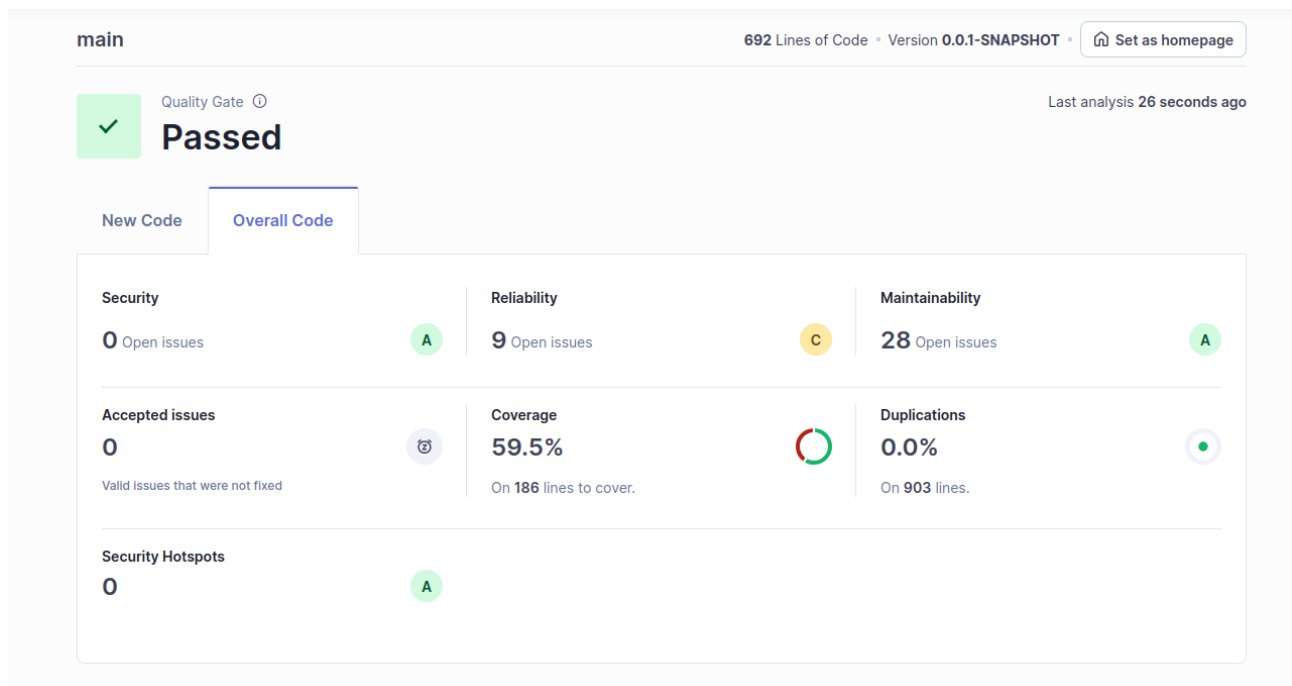 main
692 Lines of Code • Version 0.0.1-SNAPSHOT • Set as homepage
Quality Gate
Passed
Last analysis 26 seconds ago
New Code
Overall Code
Security
0 Open issues
A
Reliability
9 Open issues
C
Maintainability
28 Open issues
A
Accepted issues
0
Valid issues that were not fixed
Coverage
59.5%
On 186 lines to cover.
Duplications
0.0%
On 903 lines.
Security Hotspots
0
A